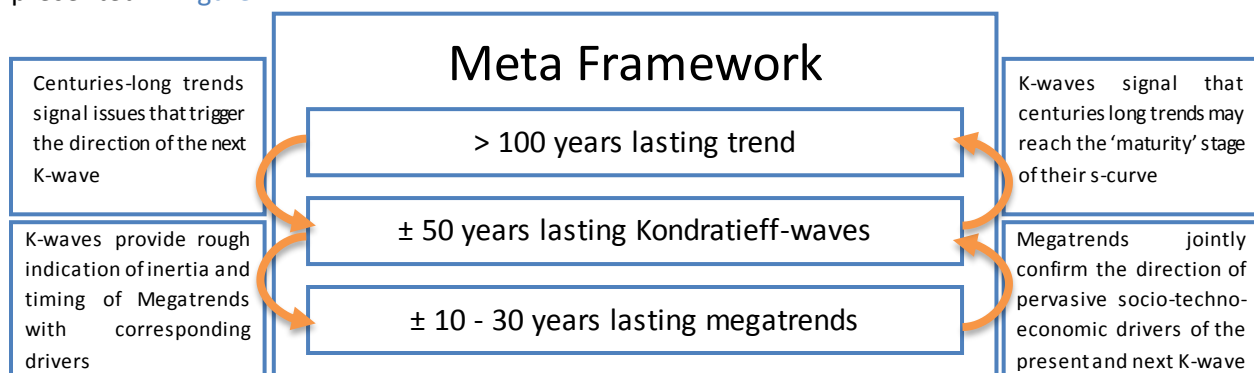 presented Figure
Meta Framework
Centuries-long trends
signal issues that trigger
the direction of the next
K-wave
> 100 years lasting trend
K-waves signal that
centuries long trends may
reach the 'maturity' stage
of their s-curve
± 50 years lasting Kondratieff-waves
K-waves provide rough
indication of inertia and
timing of Megatrends
with corresponding
drivers
± 10 - 30 years lasting megatrends
Megatrends jointly
confirm the direction of
pervasive socio-techno-
economic drivers of the
present and next K-wave